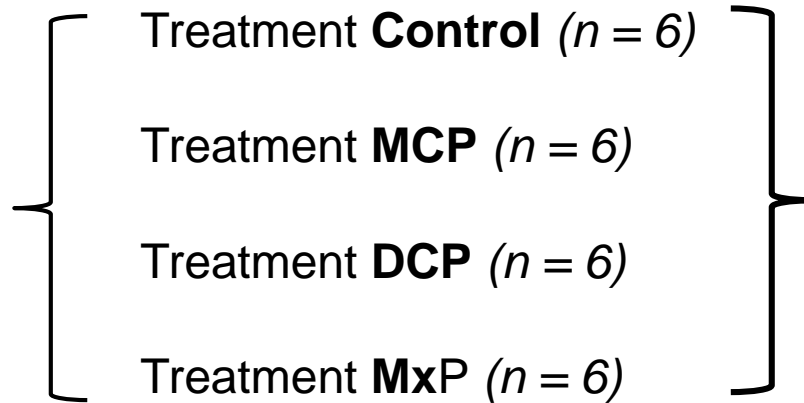 Treatment Control (n = 6)
Treatment MCP (n = 6)
Treatment DCP (n = 6)
Treatment MxP (n = 6)